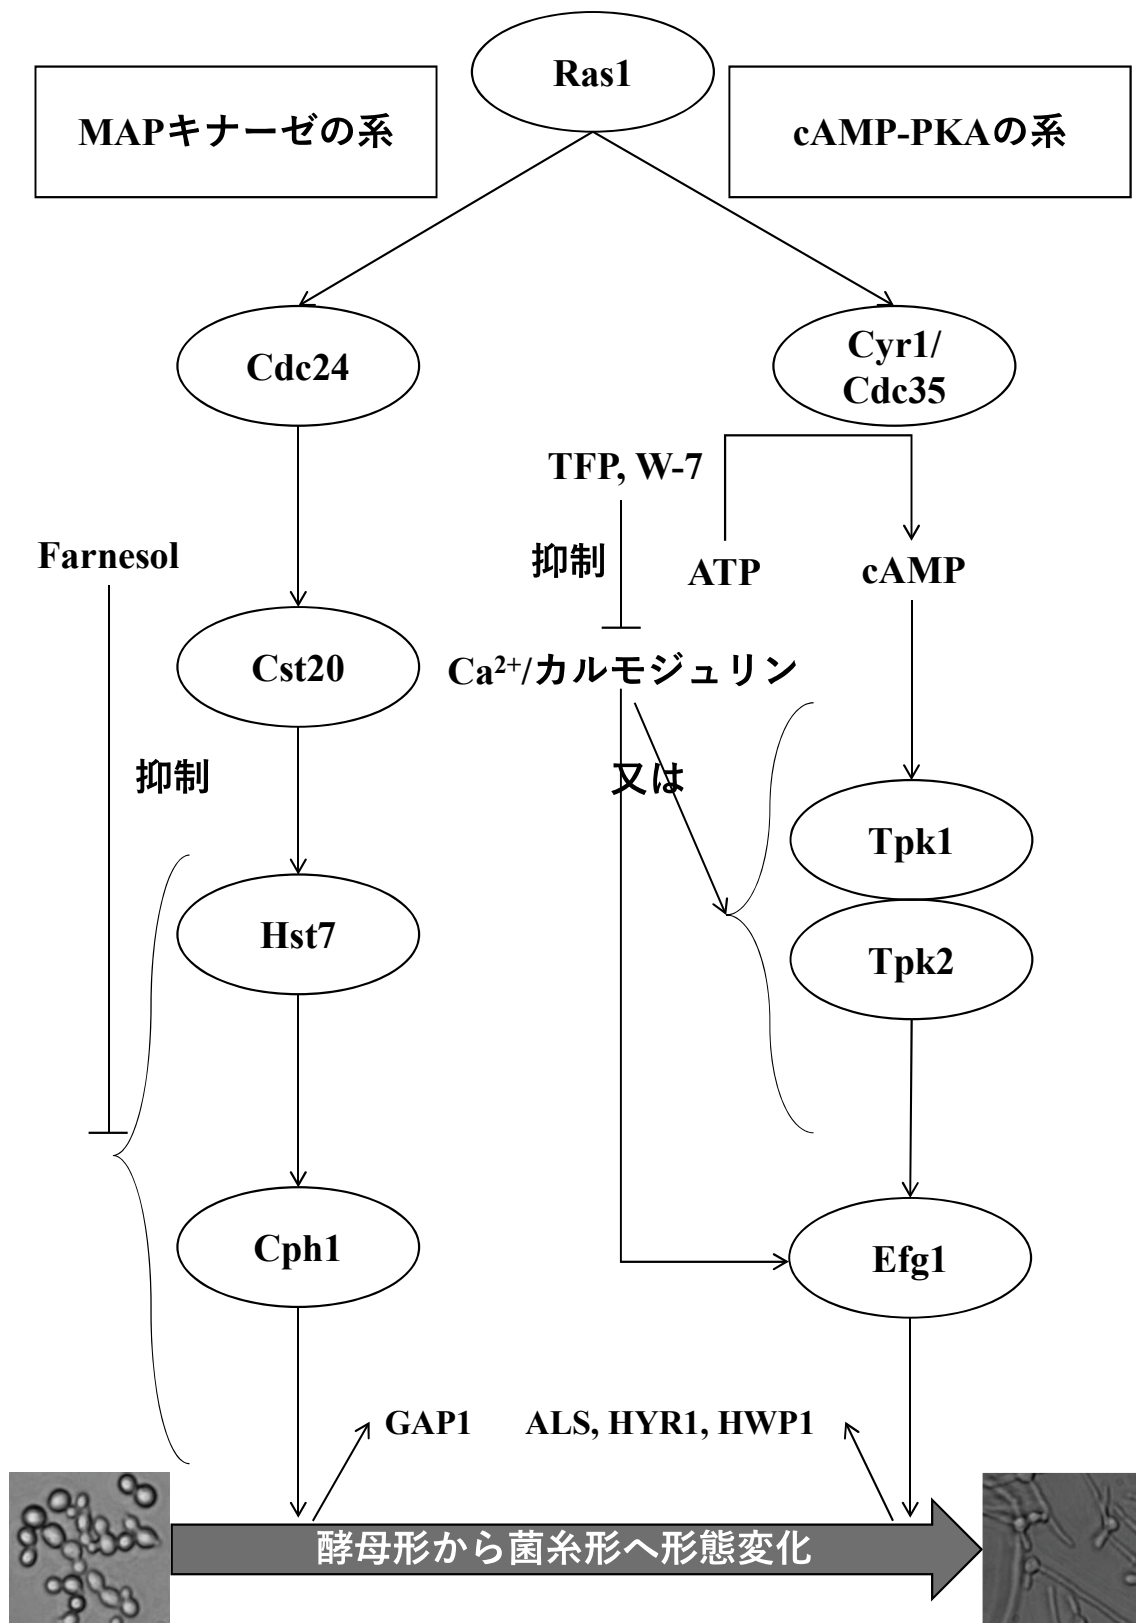 Ras1
MAPキナーゼの系
cAMP-PKAの系
Cdc24
Cyr1/
Cdc35
TFP, W-7
Farnesol
抑制
ATP
cAMP
Cst20
Ca²⁺/カルモジュリン
抑制
又は
Tpk1
Hst7
Tpk2
Cph1
Efg1
GAP1
ALS, HYR1, HWP1
酵母形から菌糸形へ形態変化